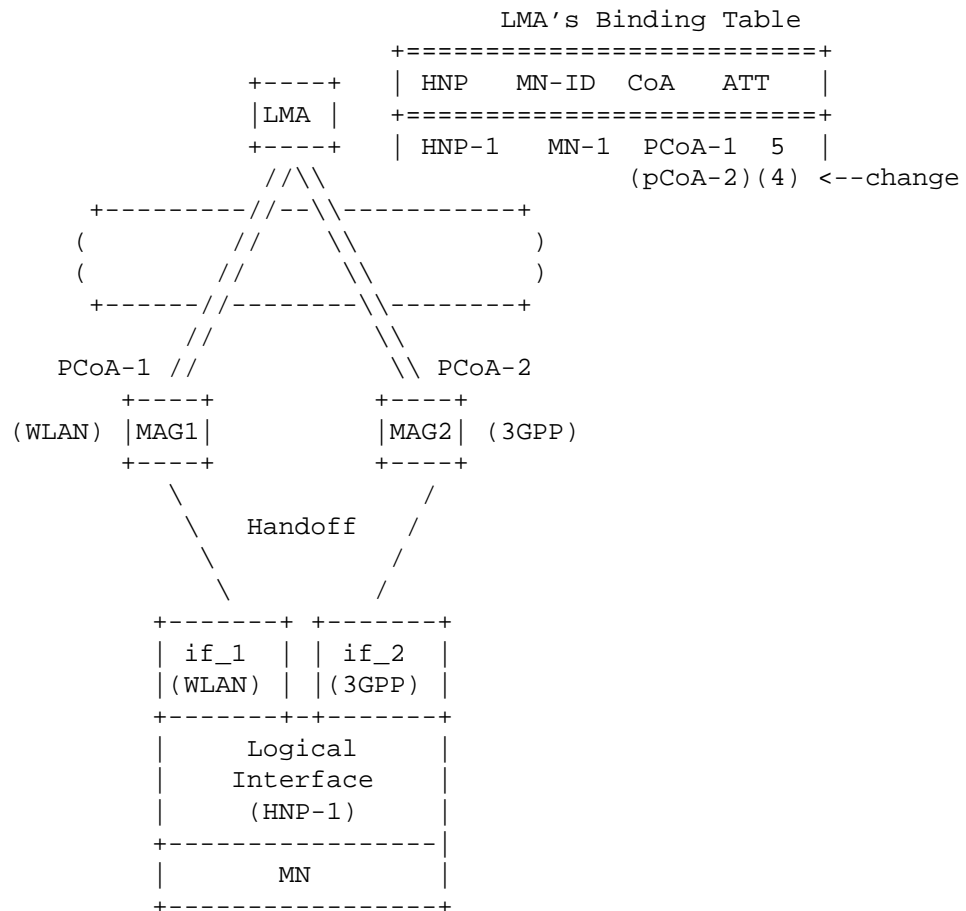 LMA's Binding Table
HNP MN-ID CoA ATT
LMA
HNP-1 MN-1 PCoA-1 5
(pCoA-2)(4) <--change
PCoA-1 PCoA-2
(WLAN) MAG1 MAG2 (3GPP)
Handoff
if_1 if_2
(WLAN) (3GPP)
Logical
Interface
(HNP-1)
MN